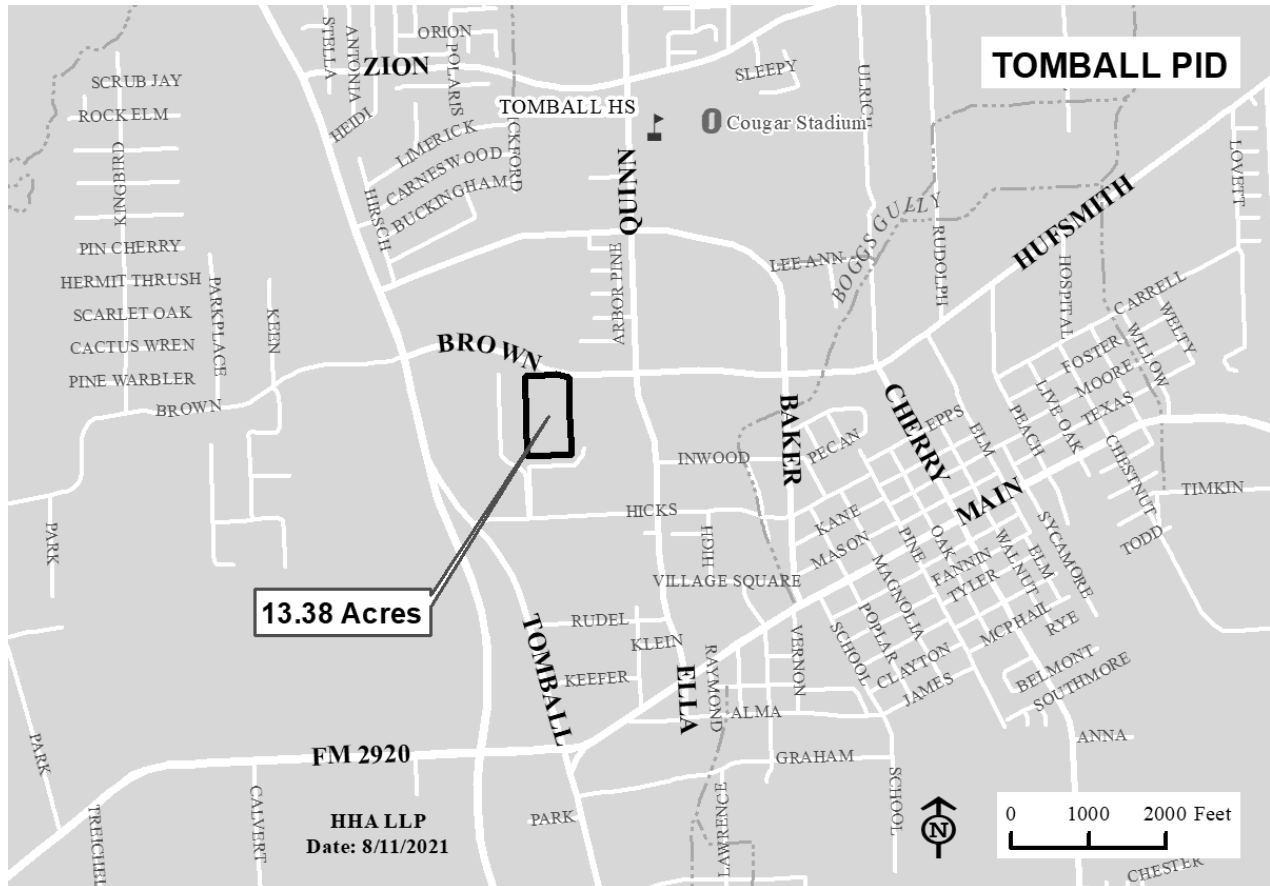 TOMBALL PID
STELLA
ANTONIA
ORION
POLARIS
ZION
SLEEPY
ULRICH
SCRUB JAY
ROCK ELM
TOMBALL HS
Cougar Stadium
HEIDI
LIMERICK
CARNESWOOD
BUCKINGHAM
ICKFORD
HIRSCH
KINGBIRD
QUINN
LOVETT
HUFSMITH
BOGGS GULLY
RUDOLPH
HOSPITAL
LEE ANN
PIN CHERRY
HERMIT THRUSH
SCARLET OAK
CACTUS WREN
PINE WARBLER
PARKPLACE
KEEN
BROWN
ARBOR PINE
CARRELL
WELTY
WILLOW
FOSTER
MOORE
TEXAS
LIVE OAK
PEACH
BROWN
BAKER
PECAN
CHERRY
EPPS
ELM
INWOOD
MAIN
CHESTNUT
TIMKIN
TODD
PARK
HICKS
HIGH
KANE
MASON
PINE
OAK
FANNIN
TYLER
WALNUT
ELM
SYCAMORE
VILLAGE SQUARE
MAGNOLIA
POPLAR
MCPHAIL
RYE
13.38 Acres
TOMBALL
RUDEL
KLEIN
KEEFER
ELLA
RAYMOND
VERNON
SCHOOL
CLAYTON
JAMES
BELMONT
SOUTHMORE
ALMA
ANNA
PARK
FM 2920
GRAHAM
SCHOOL
TREICHEL
CALVERT
PARK
LAWRENCE
HHA LLP
Date: 8/11/2021
N
0 1000 2000 Feet
CHESTER